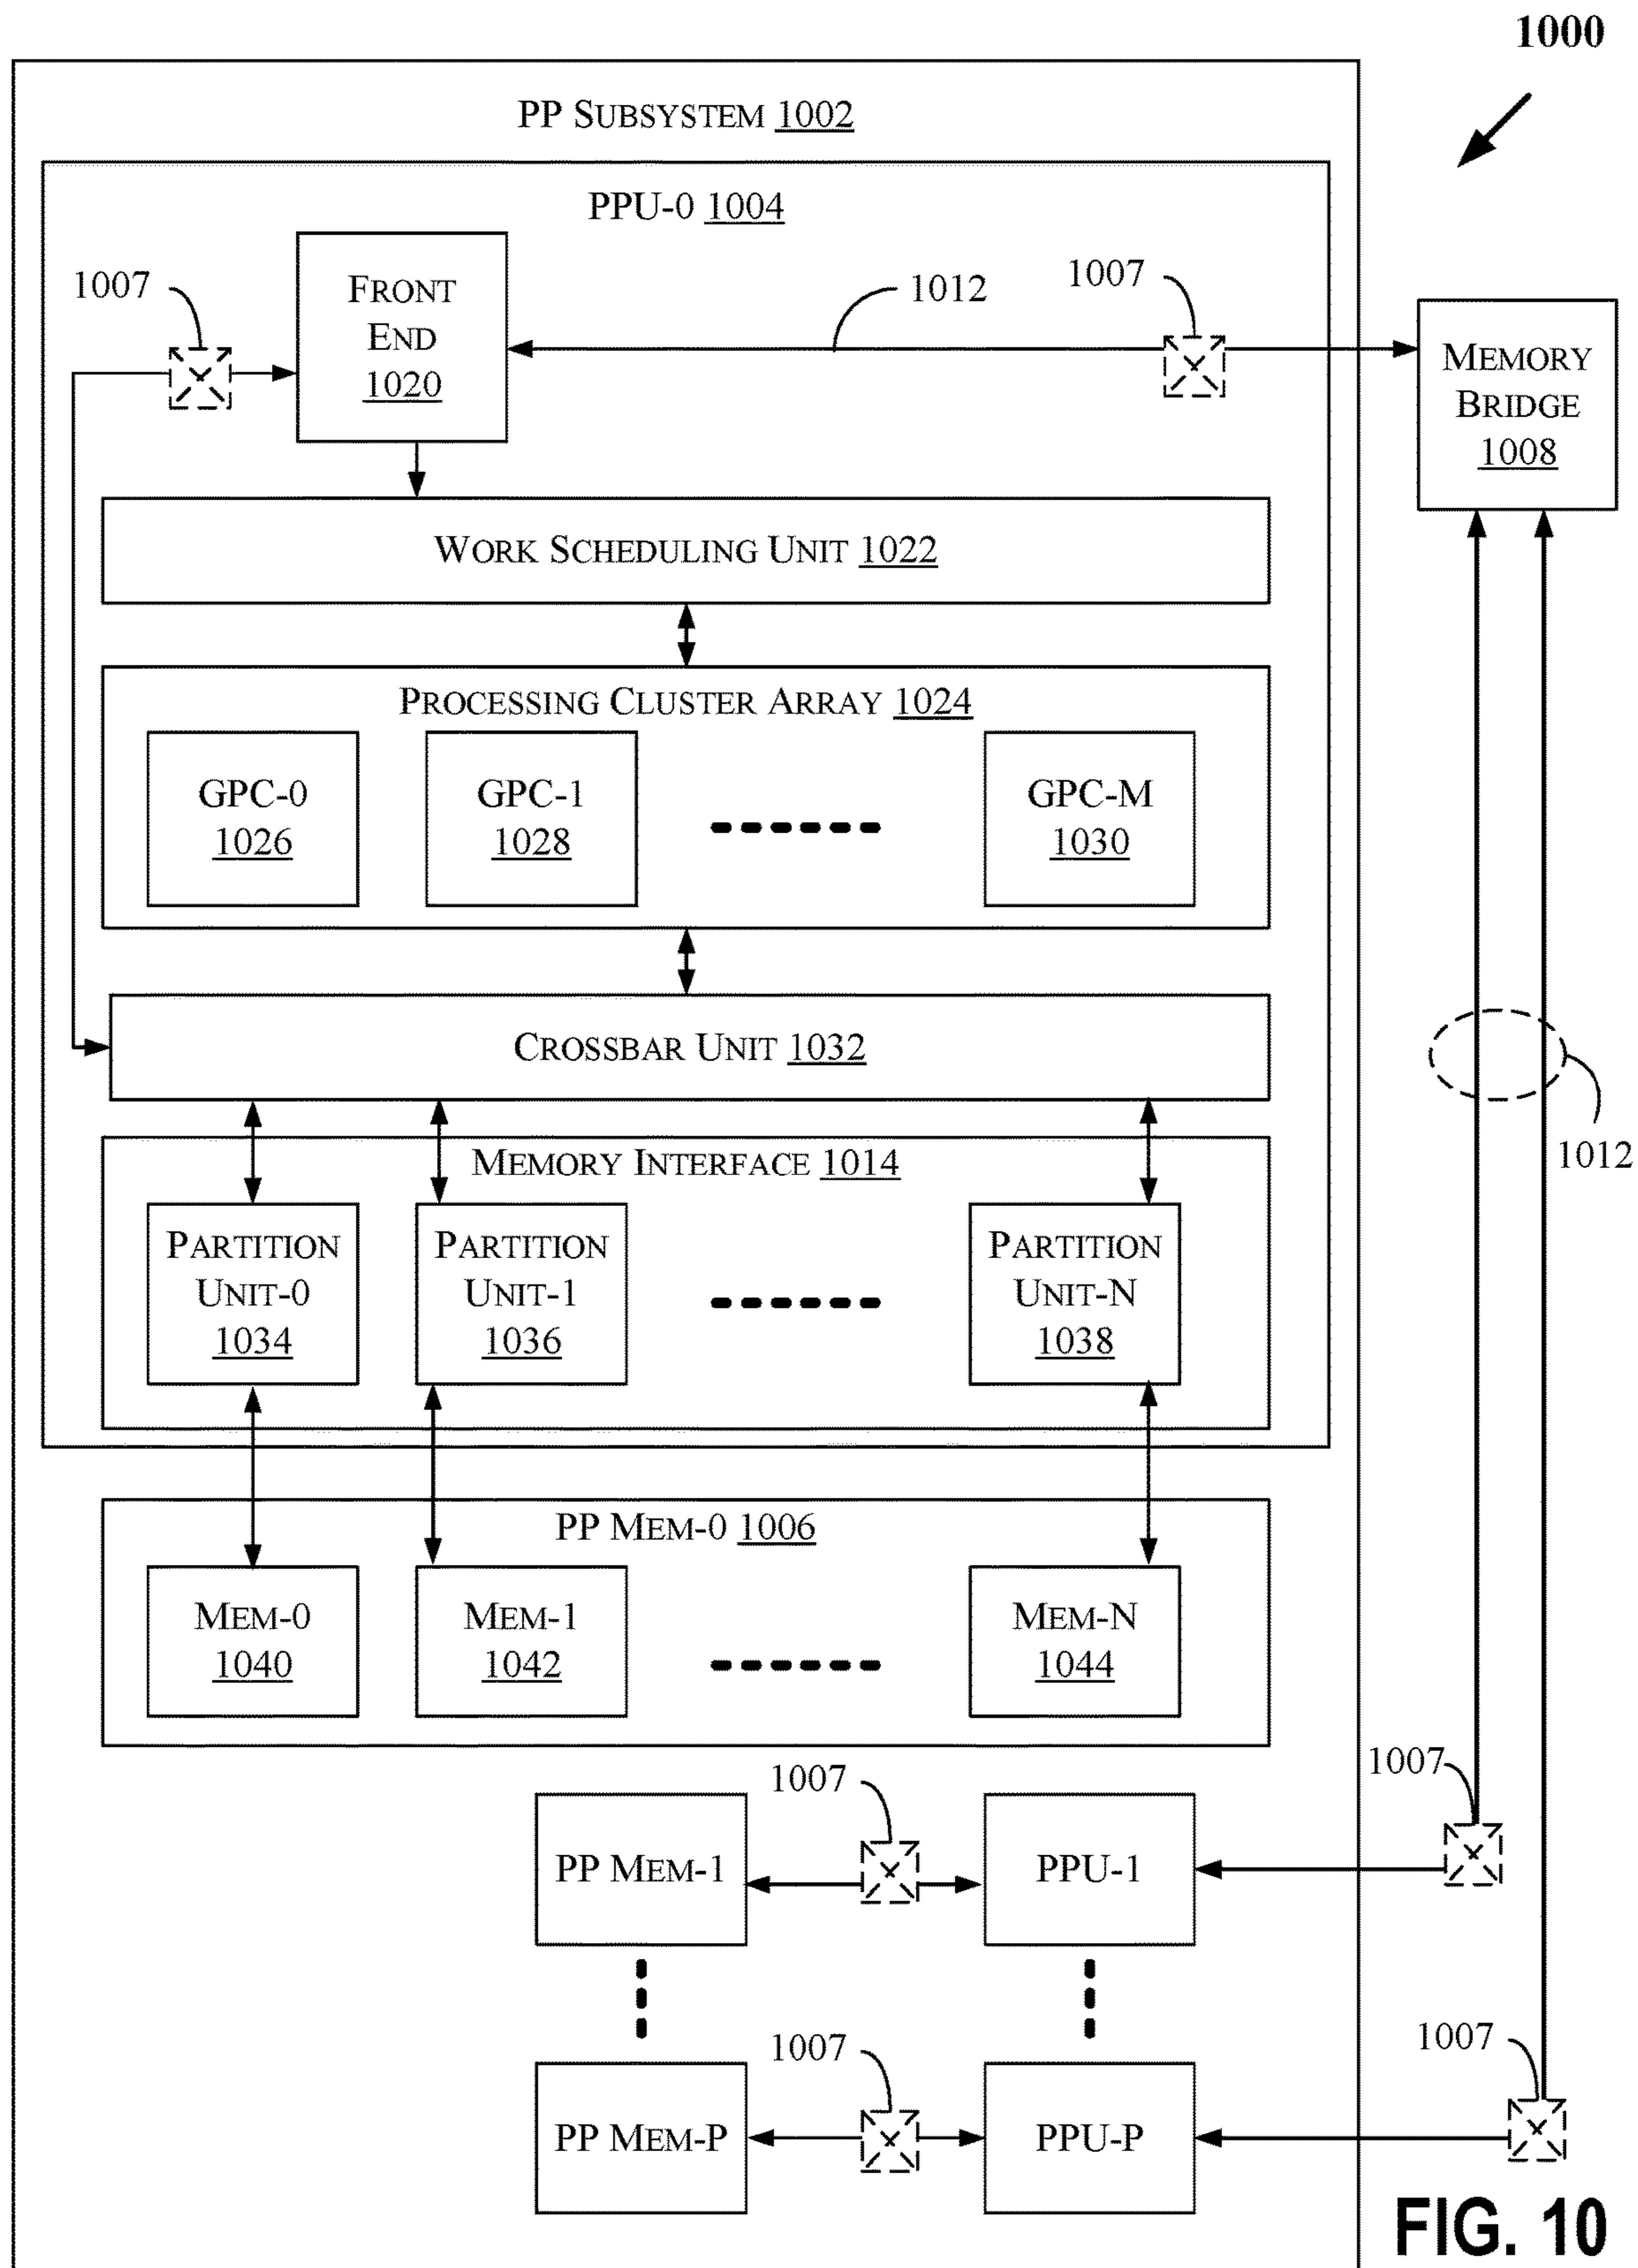 1000
PP SUBSYSTEM 1002
PPU-0 1004
1007
FRONT
END
1020
1012
1007
MEMORY
BRIDGE
1008
WORK SCHEDULING UNIT 1022
PROCESSING CLUSTER ARRAY 1024
GPC-0
1026
GPC-1
1028
GPC-M
1030
CROSSBAR UNIT 1032
1012
MEMORY INTERFACE 1014
PARTITION
UNIT-0
1034
PARTITION
UNIT-1
1036
PARTITION
UNIT-N
1038
PP MEM-0 1006
MEM-0
1040
MEM-1
1042
MEM-N
1044
1007
1007
PP MEM-1
PPU-1
1007
1007
PP MEM-P
PPU-P
FIG. 10